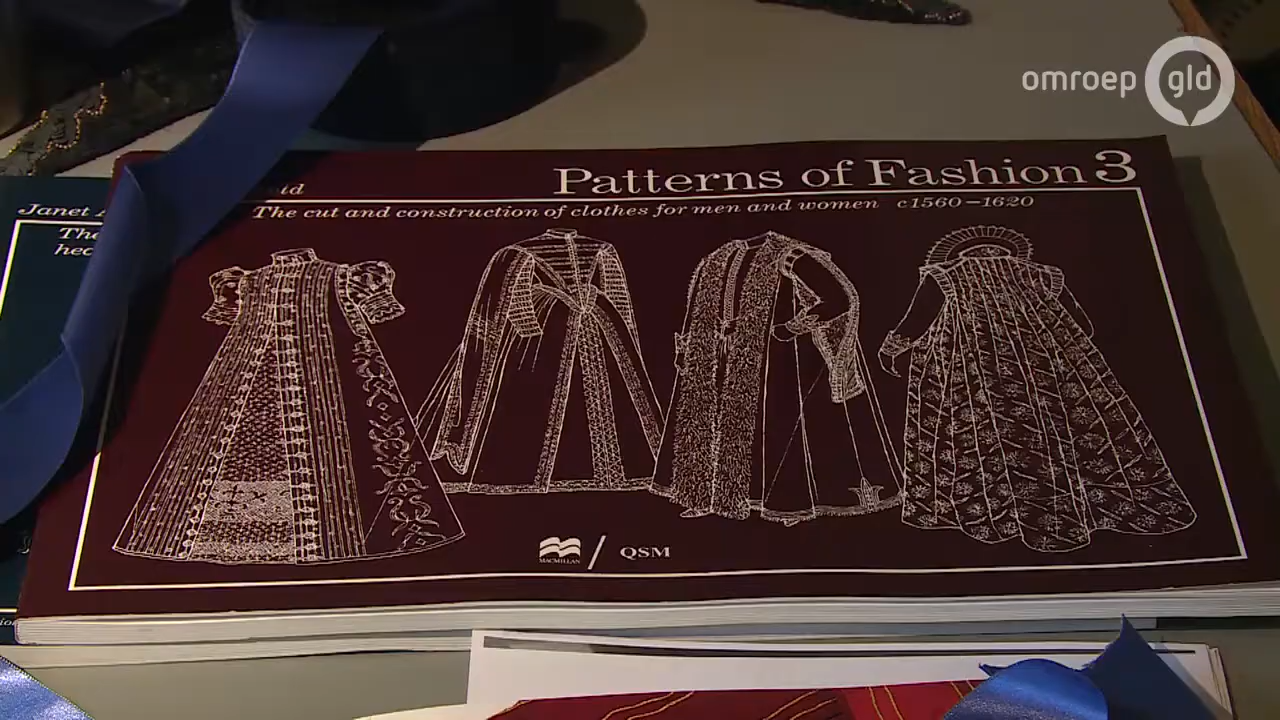 omroep gld
Patterns of Fashion 3
The cut and construction of clothes for men and women c1560–1620
Janet
The
MACMILLAN
QSM